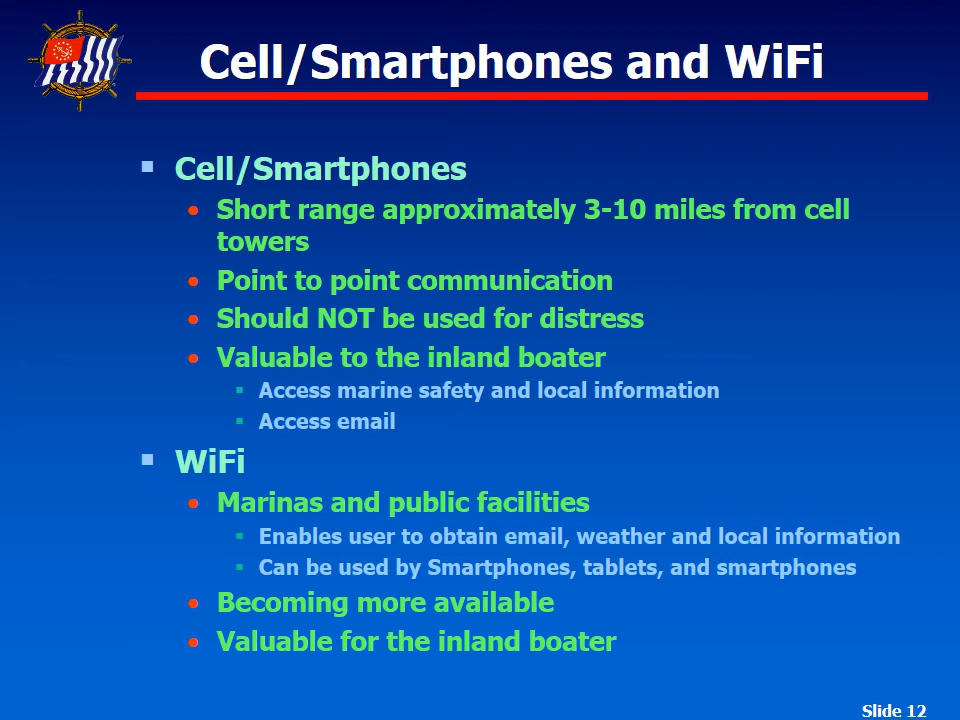 Cell/Smartphones and WiFi
Cell/Smartphones
Short range approximately 3-10 miles from cell
towers
Point to point communication
Should NOT be used for distress
Valuable to the inland boater
Access marine safety and local information
Access email
WiFi
Marinas and public facilities
Enables user to obtain email, weather and local information
Can be used by Smartphones, tablets, and smartphones
Becoming more available
Valuable for the inland boater
Slide 12